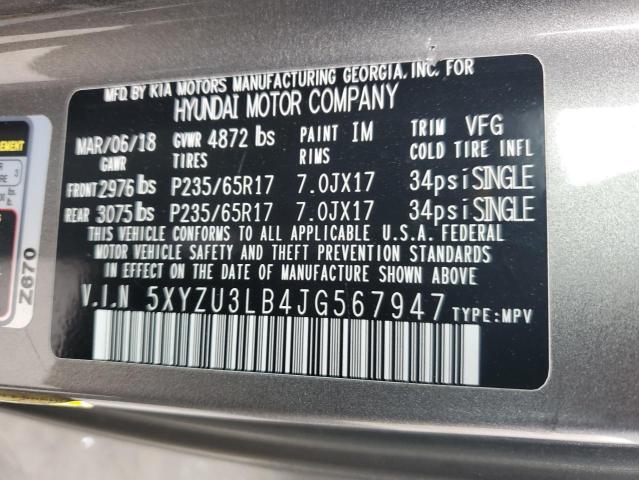 MFD. BY KIA MOTORS MANUFACTURING GEORGIA, INC. FOR
HYUNDAI MOTOR COMPANY
MAR/06/18 GVWR 4872 lbs PAINT IM TRIM VFG
GAWR TIRES RIMS COLD TIRE INFL
FRONT 2976 lbs P235/65R17 7.0JX17 34psi SINGLE
REAR 3075 lbs P235/65R17 7.0JX17 34psi SINGLE
THIS VEHICLE CONFORMS TO ALL APPLICABLE U.S.A. FEDERAL
MOTOR VEHICLE SAFETY AND THEFT PREVENTION STANDARDS
IN EFFECT ON THE DATE OF MANUFACTURE SHOWN ABOVE.
V.I.N 5XYZU3LB4JG567947 TYPE:MPV
Z670